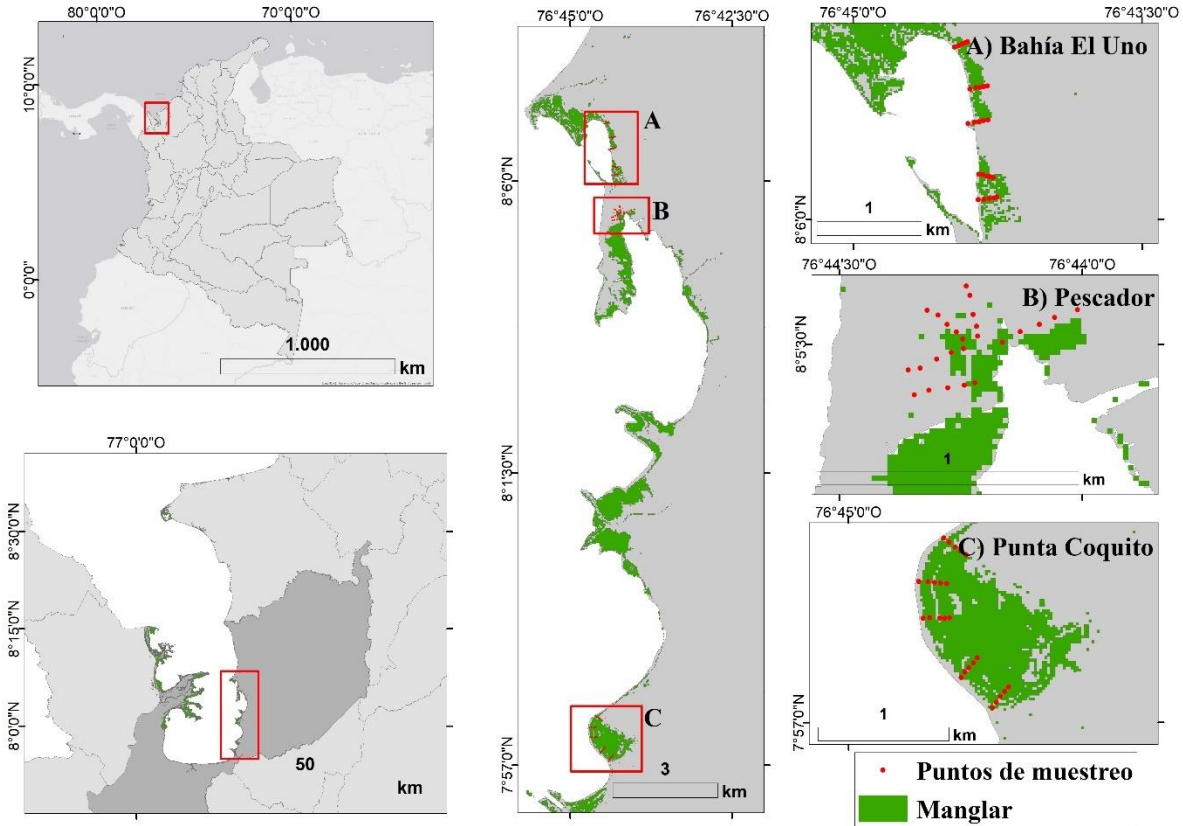 80°0'0"O
70°0'0"O
10°0'0"N
0°0'0"
1.000
km
77°0'0"O
8°30'0"N
8°15'0"N
8°0'0"N
50
km
76°45'0"O
76°42'30"O
8°6'0"N
8°1'30"N
7°57'0"N
A
B
C
3
km
76°45'0"O
76°43'30"O
A) Bahía El Uno
8°6'0"N
1
km
76°44'30"O
76°44'0"O
B) Pescador
8°5'30"N
1
km
76°45'0"O
C) Punta Coquito
7°57'0"N
1
km
Puntos de muestreo
Manglar